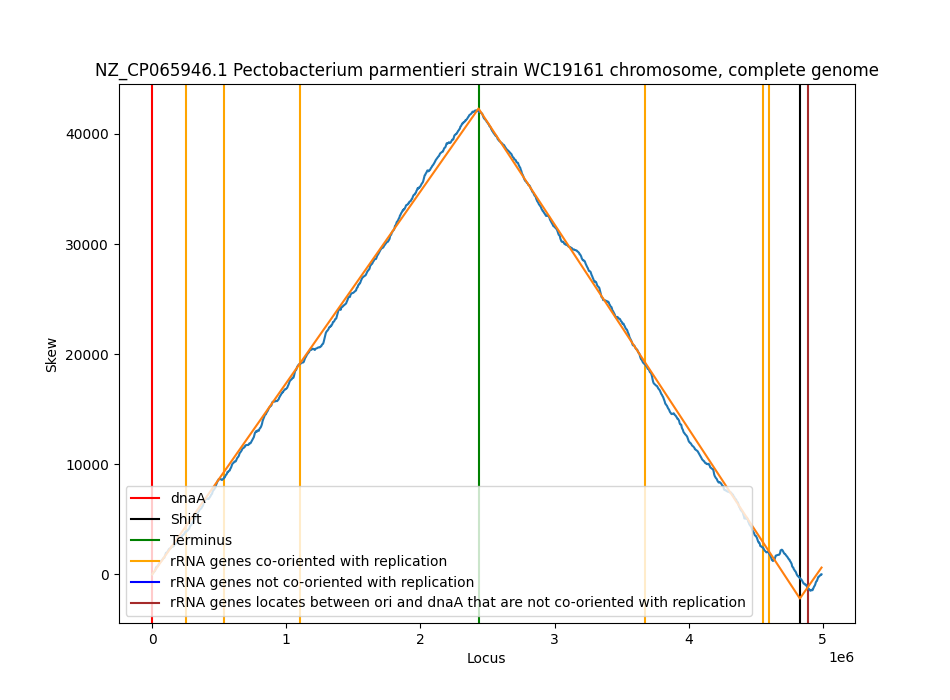 NZ_CP065946.1 Pectobacterium parmentieri strain WC19161 chromosome, complete genome
Skew
40000
30000
20000
10000
0
dnaA
Shift
Terminus
rRNA genes co-oriented with replication
rRNA genes not co-oriented with replication
rRNA genes locates between ori and dnaA that are not co-oriented with replication
0 1 2 3 4 5
1e6
Locus